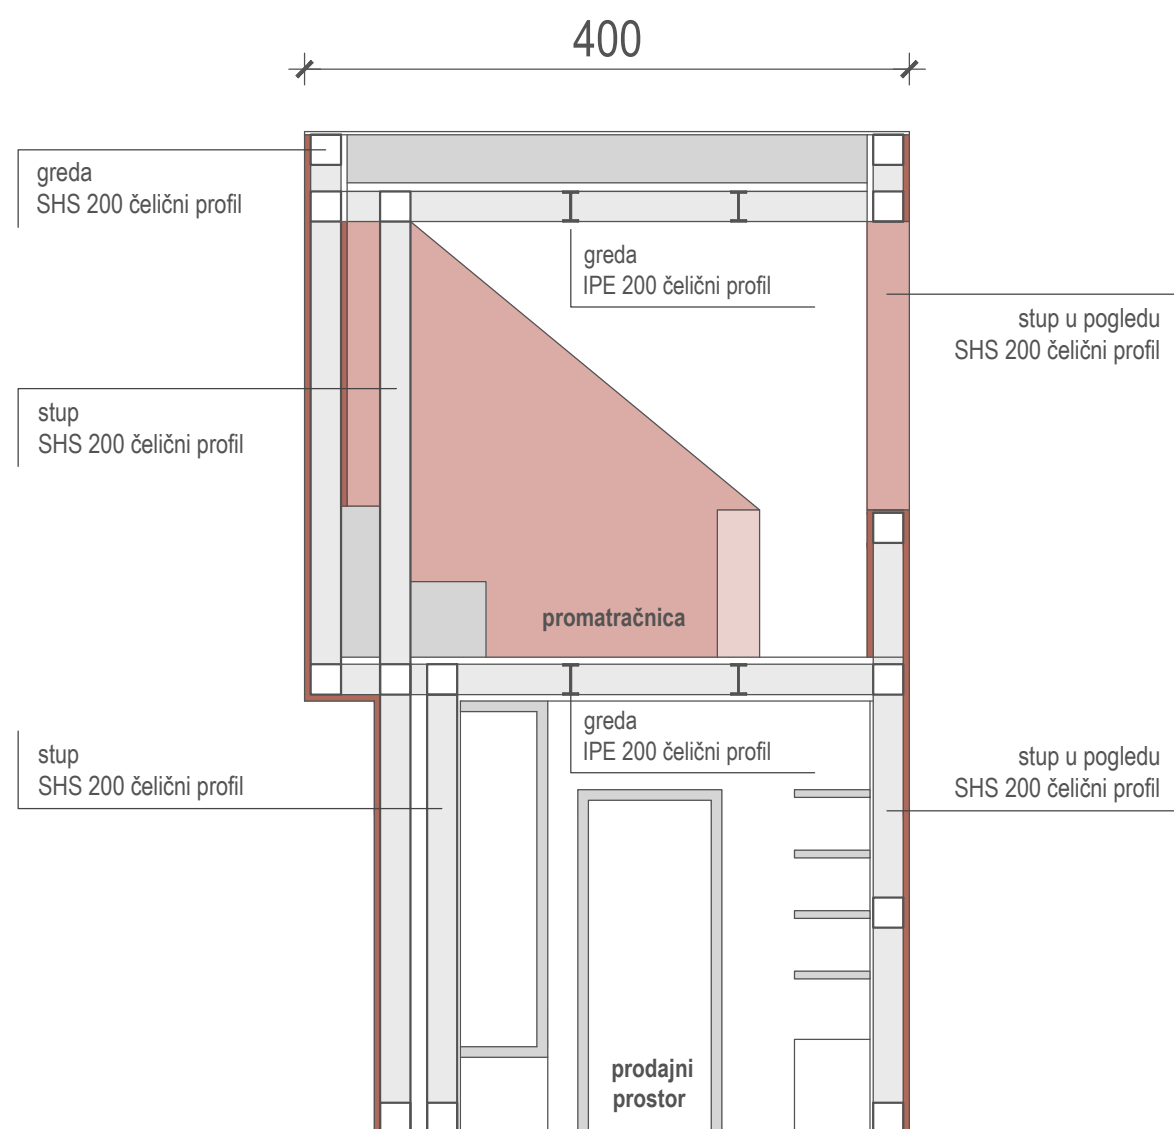 400
greda
SHS 200 čelični profil
greda
IPE 200 čelični profil
stup u pogledu
SHS 200 čelični profil
stup
SHS 200 čelični profil
promatračnica
greda
IPE 200 čelični profil
stup
SHS 200 čelični profil
stup u pogledu
SHS 200 čelični profil
prodajni
prostor